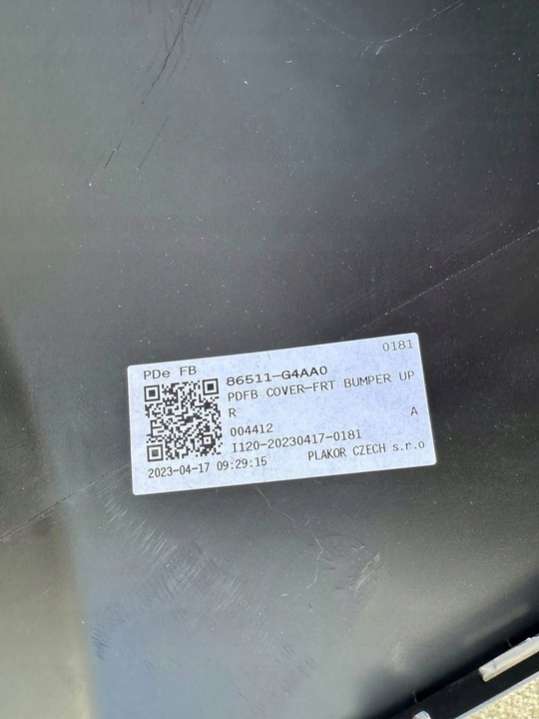 PDe FB
0181
86511-G4AA0
PDFB COVER-FRT BUMPER UP
R
004412
A
I120-20230417-0181
2023-04-17 09:29:15
PLAKOR CZECH s.r.o